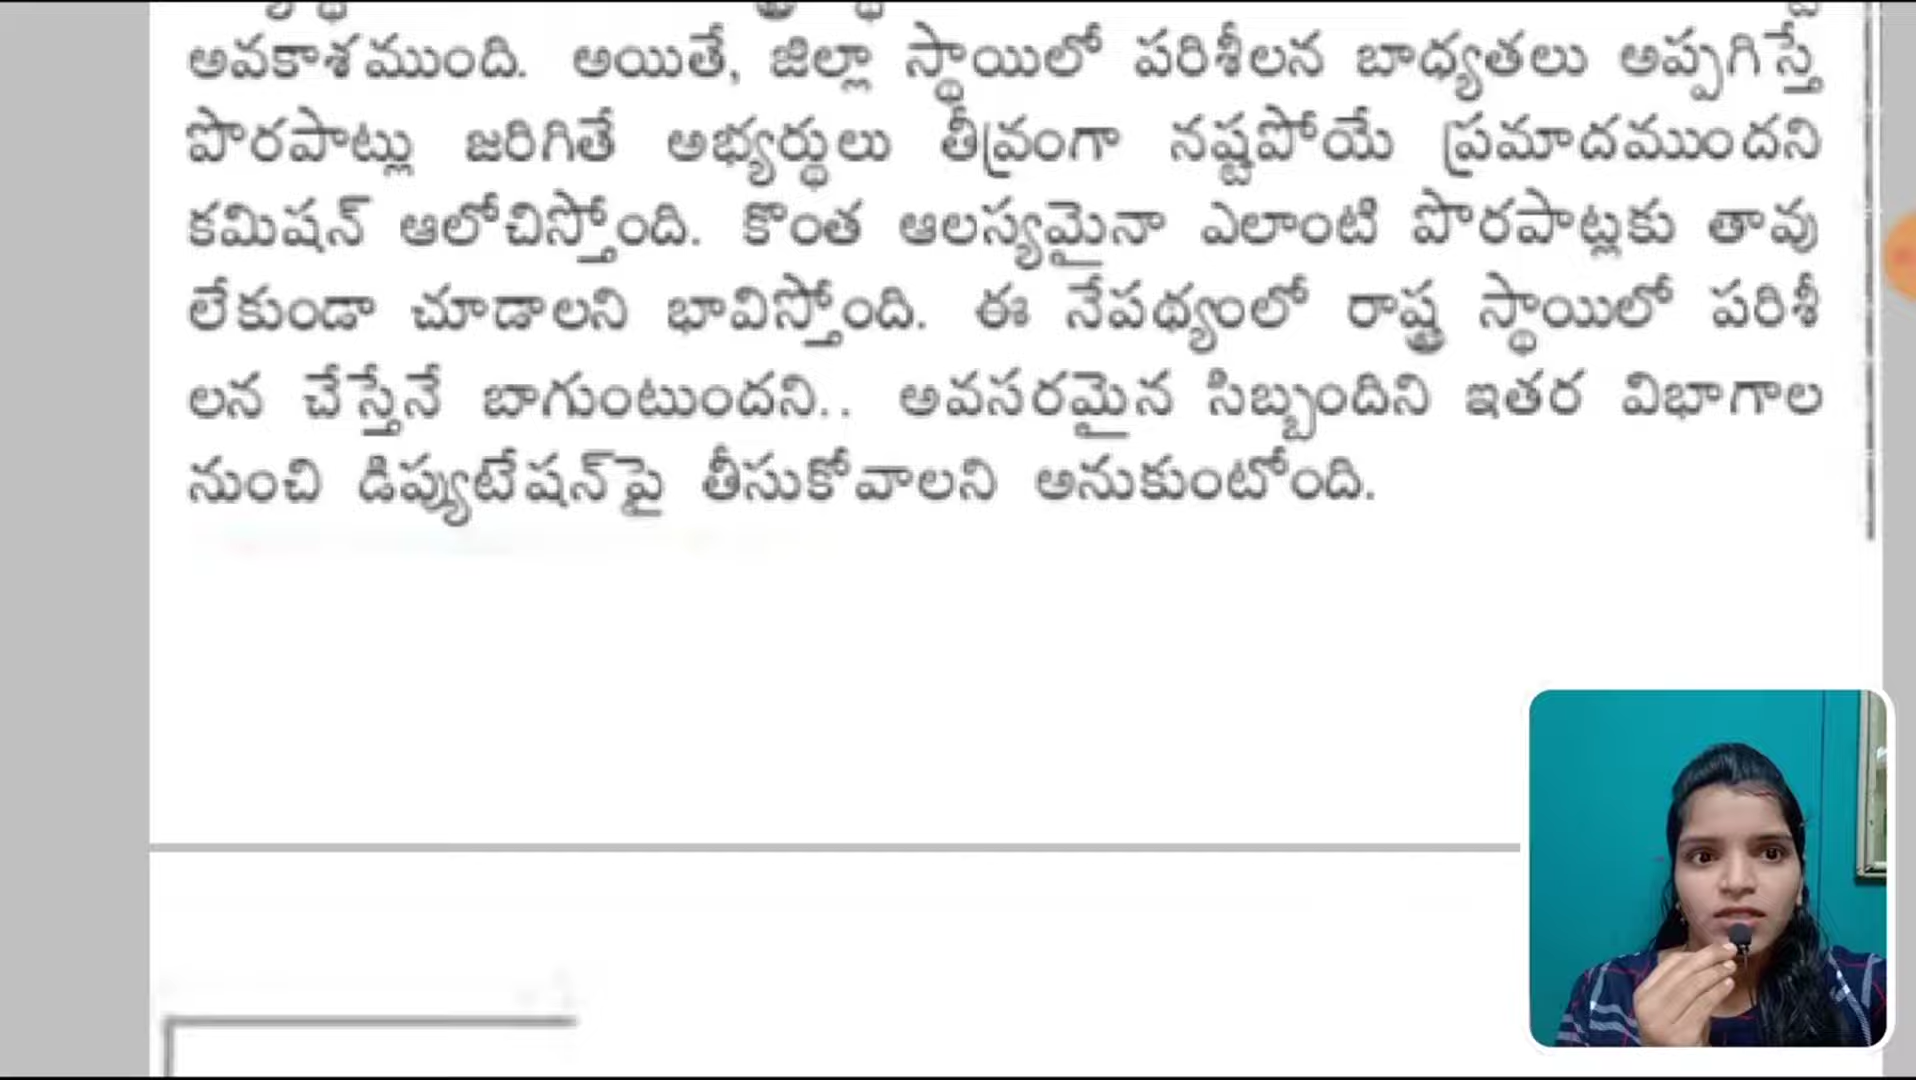 అవకాశముంది. అయితే, జిల్లా స్థాయిలో పరిశీలన బాధ్యతలు అప్పగిస్తే
పొరపాట్లు జరిగితే అభ్యర్థులు తీవ్రంగా నష్టపోయే ప్రమాదముందని
కమిషన్ ఆలోచిస్తోంది. కొంత ఆలస్యమైనా ఎలాంటి పొరపాట్లకు తావు
లేకుండా చూడాలని భావిస్తోంది. ఈ నేపథ్యంలో రాష్ట్ర స్థాయిలో పరిశీ
లన చేస్తేనే బాగుంటుందని.. అవసరమైన సిబ్బందిని ఇతర విభాగాల
నుంచి డిప్యుటేషన్‌పై తీసుకోవాలని అనుకుంటోంది.